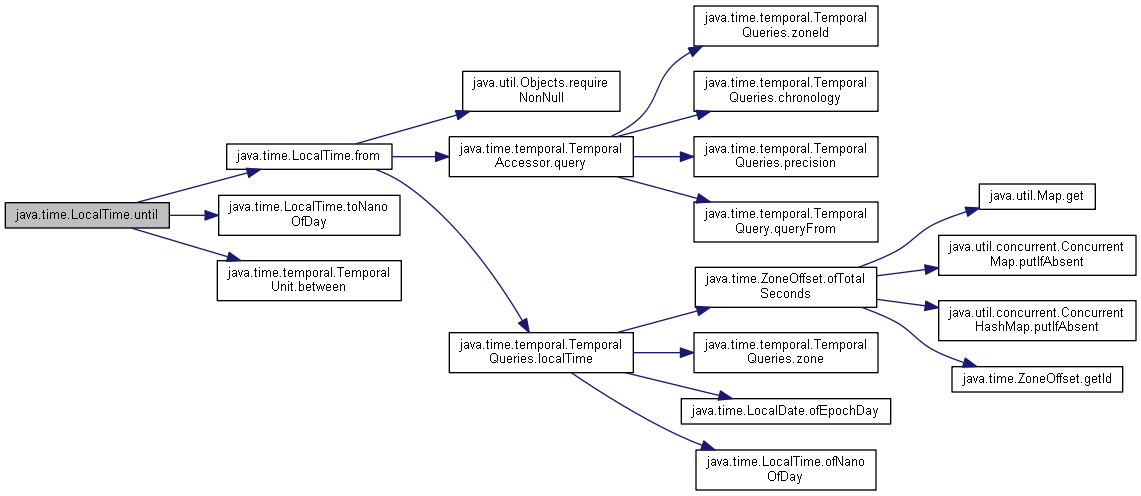 java.time.LocalTime.until
java.time.LocalTime.from
java.time.LocalTime.toNano
OfDay
java.time.temporal.Temporal
Unit.between
java.util.Objects.require
NonNull
java.time.temporal.Temporal
Accessor.query
java.time.temporal.Temporal
Queries.localTime
java.time.temporal.Temporal
Queries.zoneId
java.time.temporal.Temporal
Queries.chronology
java.time.temporal.Temporal
Queries.precision
java.time.temporal.Temporal
Query.queryFrom
java.time.ZoneOffset.ofTotal
Seconds
java.time.temporal.Temporal
Queries.zone
java.time.LocalDate.ofEpochDay
java.time.LocalTime.ofNano
OfDay
java.util.Map.get
java.util.concurrent.Concurrent
Map.putIfAbsent
java.util.concurrent.Concurrent
HashMap.putIfAbsent
java.time.ZoneOffset.getId